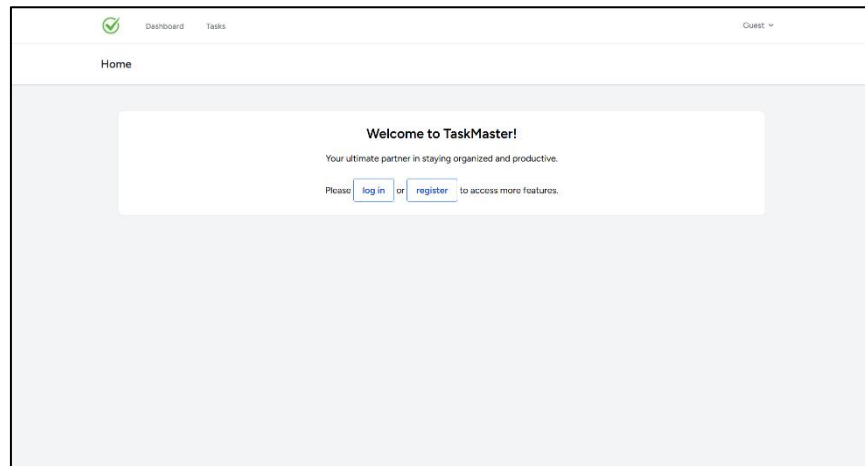 Dashboard Tasks Guest
Home
Welcome to TaskMaster!
Your ultimate partner in staying organized and productive.
Please log in or register to access more features.